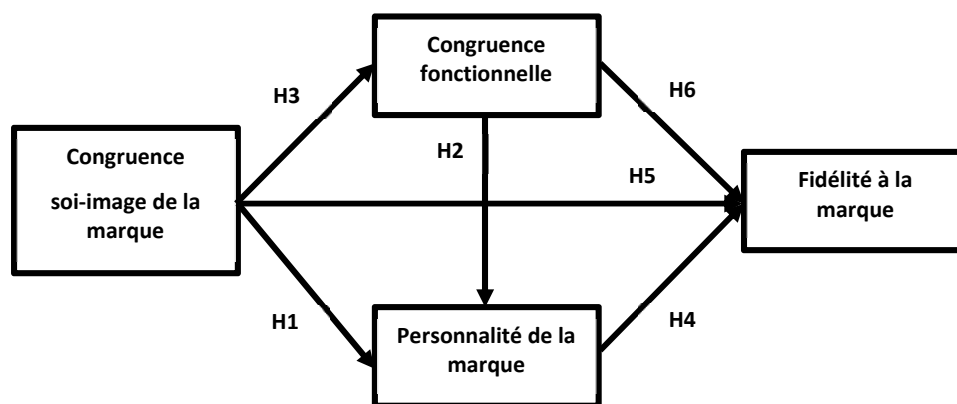 Congruence
fonctionnelle
H3
H6
H2
Congruence
soi-image de la
marque
H5
Fidélité à la
marque
H1
H4
Personnalité de la
marque